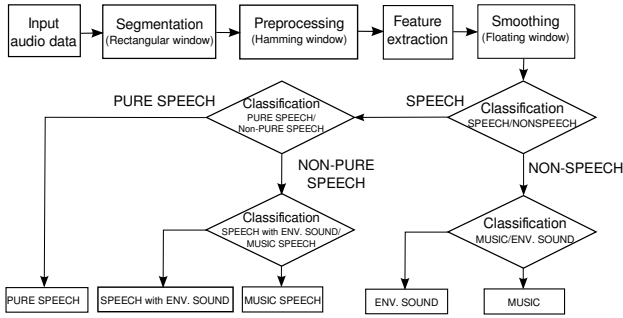 Input
audio data
Segmentation
(Rectangular window)
Preprocessing
(Hamming window)
Feature
extraction
Smoothing
(Floating window)
PURE SPEECH
Classification
PURE SPEECH/
Non-PURE SPEECH
SPEECH
Classification
SPEECH/NONSPEECH
NON-PURE
SPEECH
NON-SPEECH
Classification
SPEECH with ENV. SOUND/
MUSIC SPEECH
Classification
MUSIC/ENV. SOUND
PURE SPEECH
SPEECH with ENV. SOUND
MUSIC SPEECH
ENV. SOUND
MUSIC